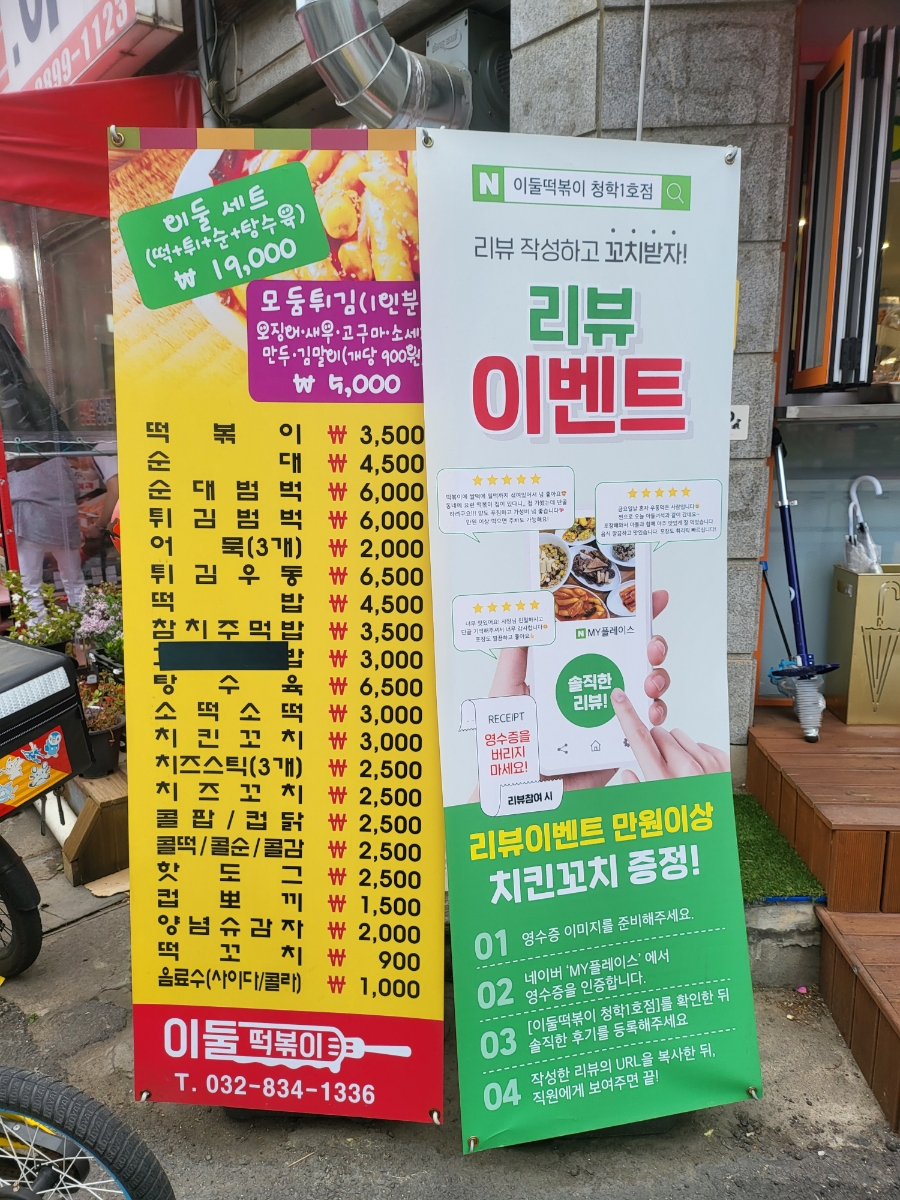 899-1123
이둘 세트
(떡+튀+순+탕수육)
₩ 19,000
모둠튀김(1인분
오징어·새우·고구마·소세
만두·김말이(개당 900원)
₩ 5,000
떡볶이 ₩ 3,500
순대 ₩ 4,500
순대범벅 ₩ 6,000
튀김범벅 ₩ 6,000
어묵(3개) ₩ 2,000
튀김우동 ₩ 6,500
떡밥 ₩ 4,500
참치주먹밥 ₩ 3,500
밥 ₩ 3,000
탕수육 ₩ 6,500
소떡소떡 ₩ 3,000
치킨꼬치 ₩ 3,000
치즈스틱(3개) ₩ 2,500
치즈꼬치 ₩ 2,500
콜팝/컵닭 ₩ 2,500
콜떡/콜순/콜감 ₩ 2,500
핫도그 ₩ 2,500
컵뽀끼 ₩ 1,500
양념슈감자 ₩ 2,000
떡꼬치 ₩ 900
음료수(사이다/콜라) ₩ 1,000
이둘 떡볶이
T. 032-834-1336
N 이둘떡볶이 청학1호점
리뷰 작성하고 꼬치받자!
리뷰
이벤트
N MY플레이스
솔직한
리뷰!
RECEIPT
영수증을
버리지
마세요!
리뷰참여 시
리뷰이벤트 만원이상
치킨꼬치 증정!
01 영수증 이미지를 준비해주세요.
02 네이버 'MY플레이스' 에서
영수증을 인증합니다.
03 [이둘떡볶이 청학1호점]를 확인한 뒤
솔직한 후기를 등록해주세요
04 작성한 리뷰의 URL을 복사한 뒤,
직원에게 보여주면 끝!